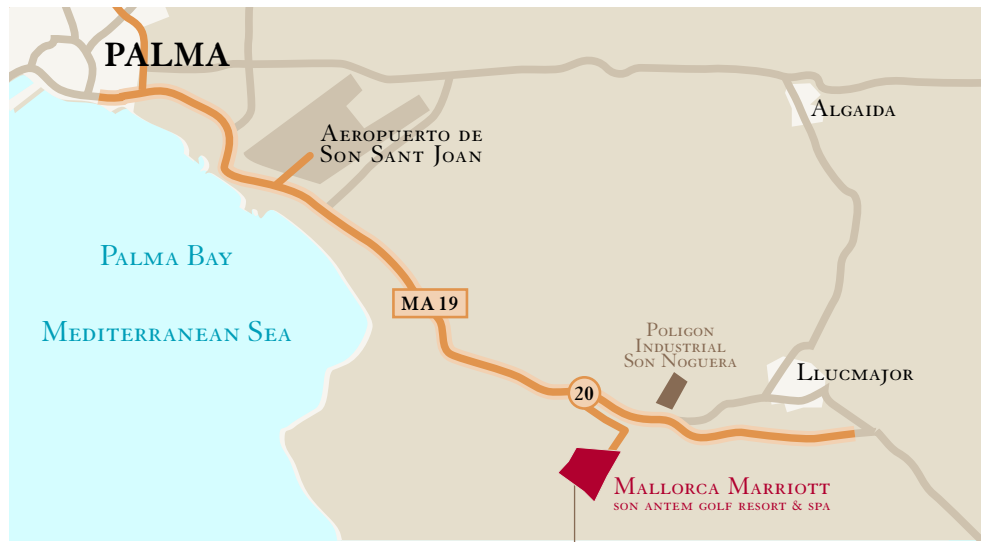 PALMA
Algaida
Aeropuerto de
Son Sant Joan
Palma Bay
MA 19
Mediterranean Sea
Poligon
Industrial
Son Noguera
Llucmajor
20
Mallorca Marriott
son antem golf resort & spa